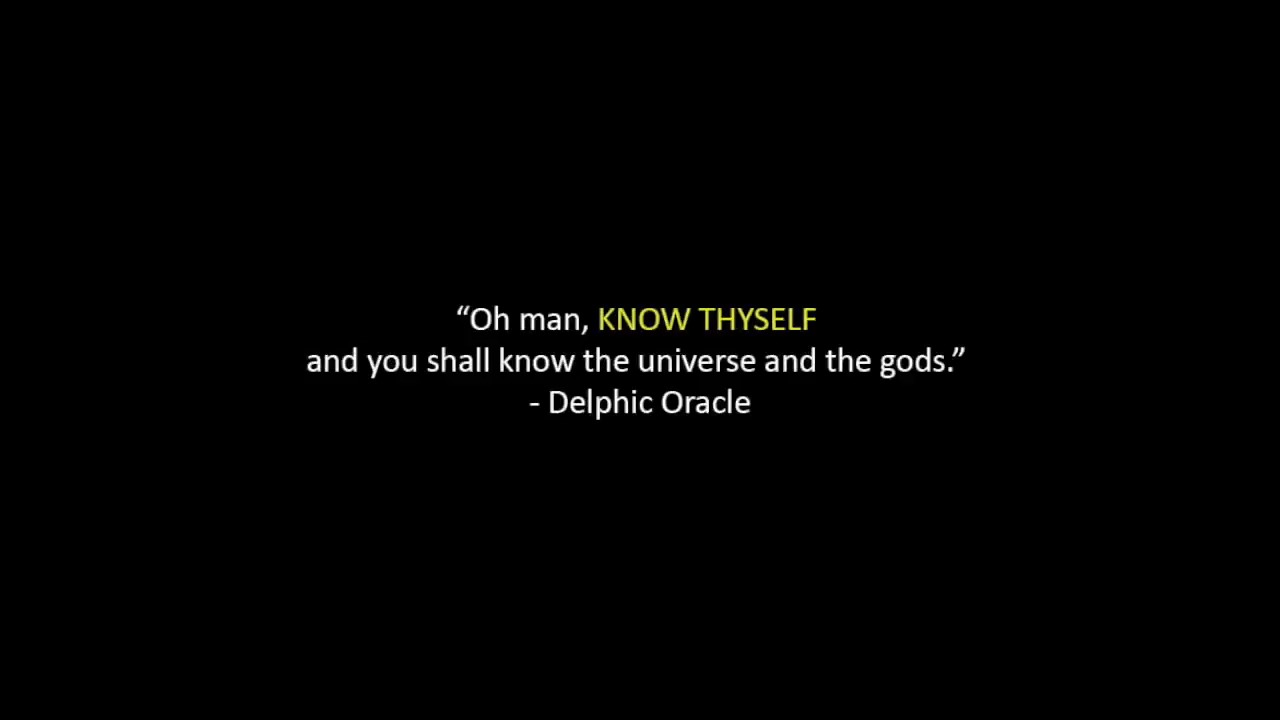 “Oh man, KNOW THYSELF
and you shall know the universe and the gods.”
- Delphic Oracle